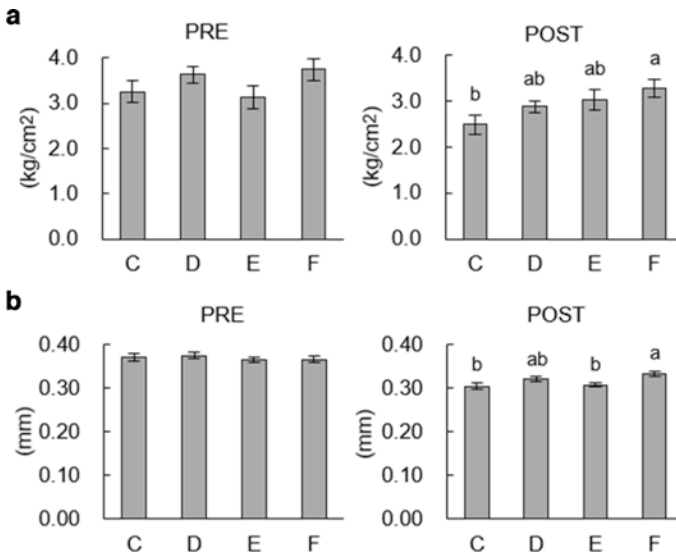 a
PRE
(kg/cm2)
4.0
3.0
2.0
1.0
0.0
C D E F
POST
(kg/cm2)
4.0
3.0
2.0
1.0
0.0
b ab ab a
C D E F
b
PRE
(mm)
0.40
0.30
0.20
0.10
0.00
C D E F
POST
(mm)
0.40
0.30
0.20
0.10
0.00
b ab b a
C D E F